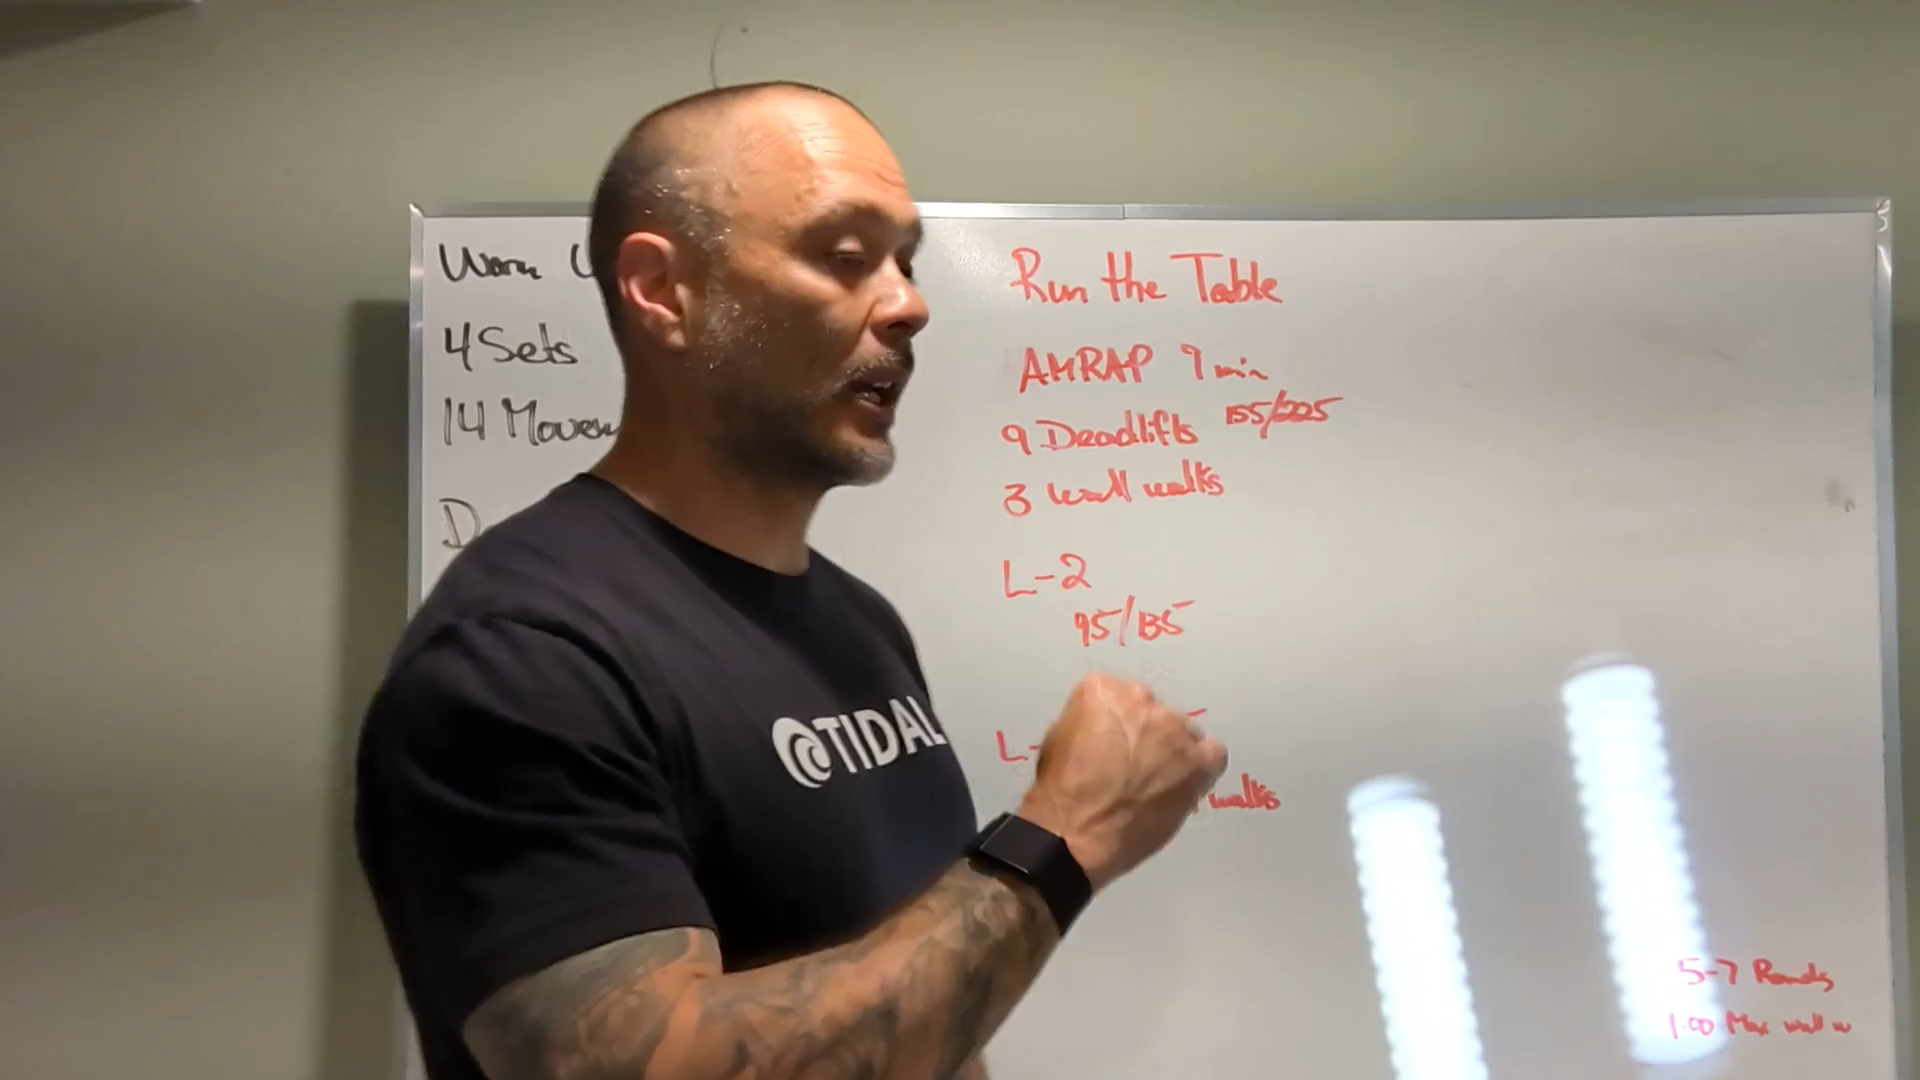 Warm U
4 Sets
14 Movem
D
Run the Table
AMRAP 9 min
9 Deadlifts 155/225
3 wall walks
L-2
95/135
L-
walks
5-7 Rounds
1:00 Max wall w
@TIDAL